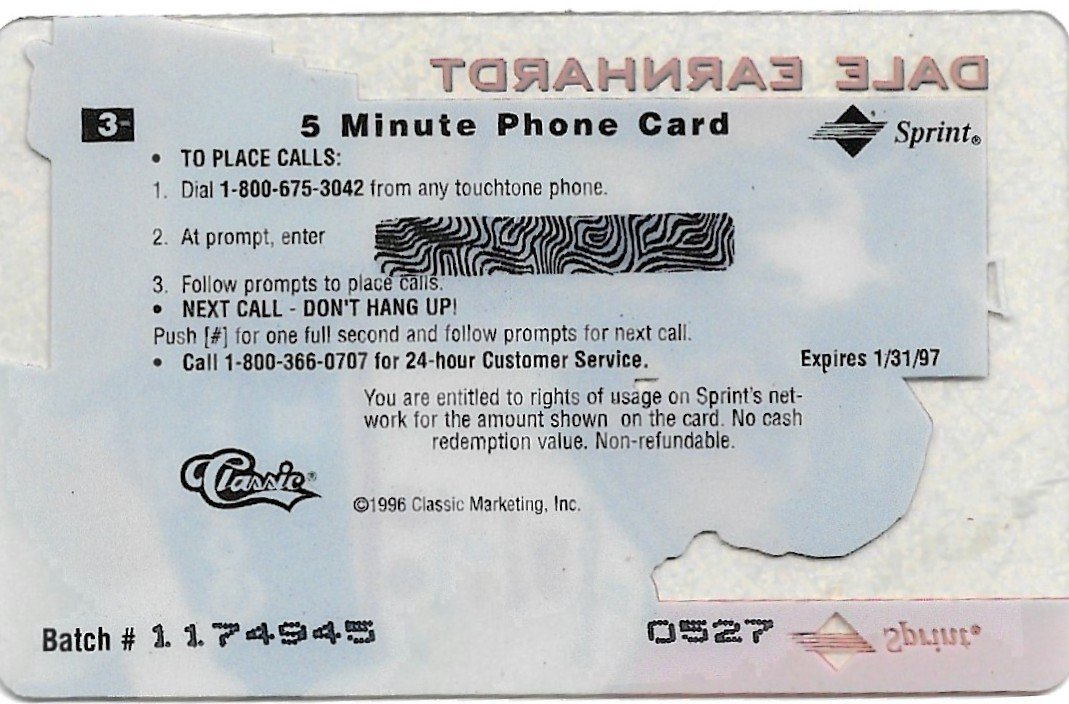 DALE EARNHARDT
3-
5 Minute Phone Card
Sprint®
• TO PLACE CALLS:
1. Dial 1-800-675-3042 from any touchtone phone.
2. At prompt, enter
3. Follow prompts to place calls.
• NEXT CALL - DON'T HANG UP!
Push [#] for one full second and follow prompts for next call.
• Call 1-800-366-0707 for 24-hour Customer Service.
Expires 1/31/97
You are entitled to rights of usage on Sprint's net-
work for the amount shown on the card. No cash
redemption value. Non-refundable.
Classic®
©1996 Classic Marketing, Inc.
Batch # 1174945
0527
Sprint®